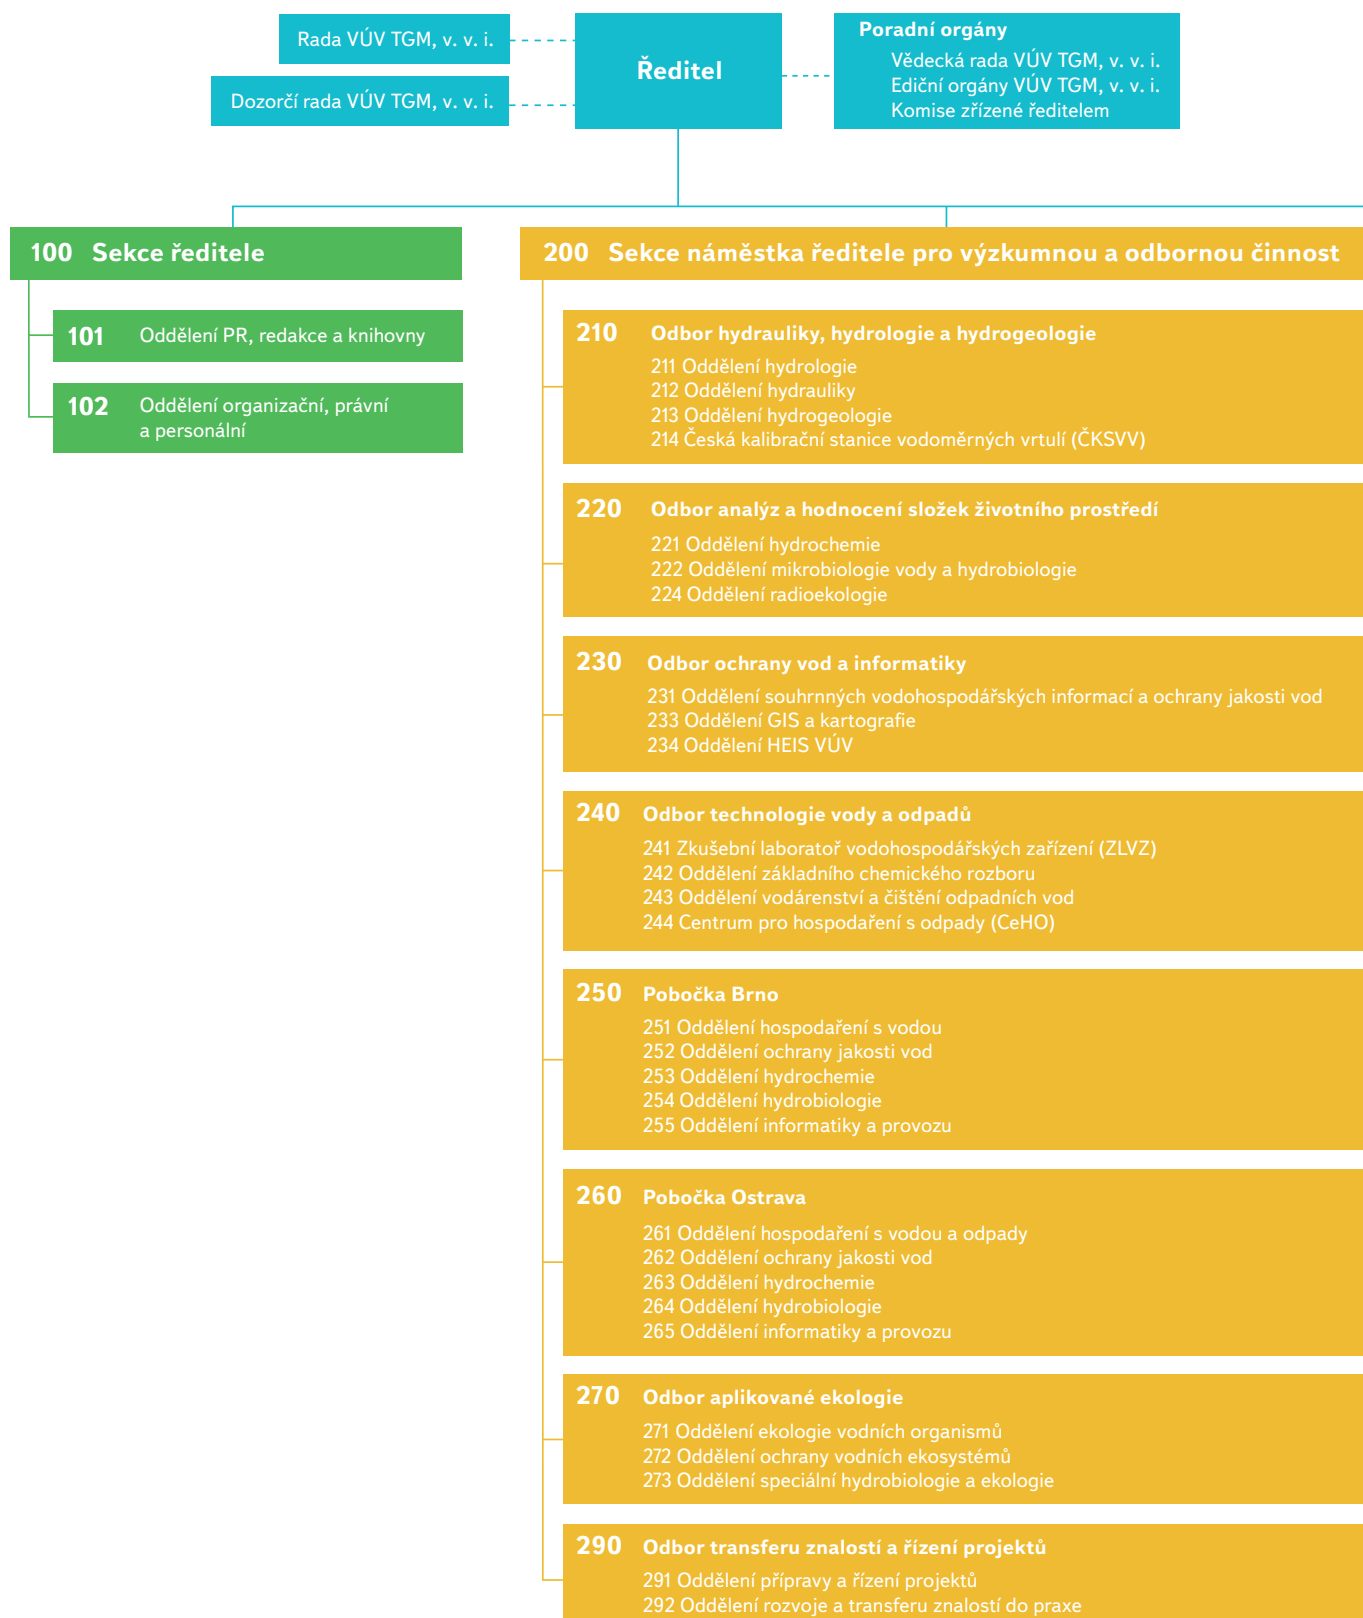 Rada VÚV TGM, v. v. i.
Dozorčí rada VÚV TGM, v. v. i.
Ředitel
Poradní orgány
Vědecká rada VÚV TGM, v. v. i.
Ediční orgány VÚV TGM, v. v. i.
Komise zřízené ředitelem
100 Sekce ředitele
101 Oddělení PR, redakce a knihovny
102 Oddělení organizační, právní
a personální
200 Sekce náměstka ředitele pro výzkumnou a odbornou činnost
210 Odbor hydrauliky, hydrologie a hydrogeologie
211 Oddělení hydrologie
212 Oddělení hydrauliky
213 Oddělení hydrogeologie
214 Česká kalibrační stanice vodoměrných vrtulí (ČKSVV)
220 Odbor analýz a hodnocení složek životního prostředí
221 Oddělení hydrochemie
222 Oddělení mikrobiologie vody a hydrobiologie
224 Oddělení radioekologie
230 Odbor ochrany vod a informatiky
231 Oddělení souhrnných vodohospodářských informací a ochrany jakosti vod
233 Oddělení GIS a kartografie
234 Oddělení HEIS VÚV
240 Odbor technologie vody a odpadů
241 Zkušební laboratoř vodohospodářských zařízení (ZLVZ)
242 Oddělení základního chemického rozboru
243 Oddělení vodárenství a čištění odpadních vod
244 Centrum pro hospodaření s odpady (CeHO)
250 Pobočka Brno
251 Oddělení hospodaření s vodou
252 Oddělení ochrany jakosti vod
253 Oddělení hydrochemie
254 Oddělení hydrobiologie
255 Oddělení informatiky a provozu
260 Pobočka Ostrava
261 Oddělení hospodaření s vodou a odpady
262 Oddělení ochrany jakosti vod
263 Oddělení hydrochemie
264 Oddělení hydrobiologie
265 Oddělení informatiky a provozu
270 Odbor aplikované ekologie
271 Oddělení ekologie vodních organismů
272 Oddělení ochrany vodních ekosystémů
273 Oddělení speciální hydrobiologie a ekologie
290 Odbor transferu znalostí a řízení projektů
291 Oddělení přípravy a řízení projektů
292 Oddělení rozvoje a transferu znalostí do praxe